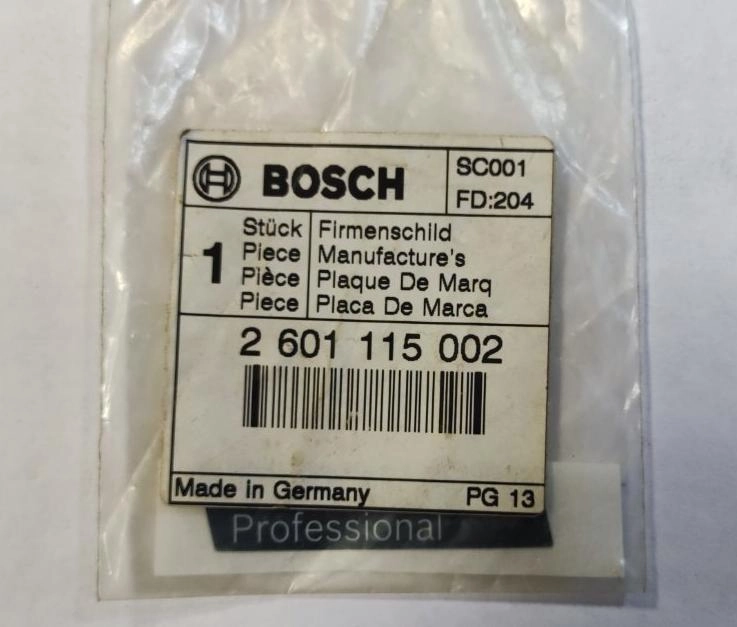 BOSCH
SC001
FD:204
1
Stück Firmenschild
Piece Manufacture's
Pièce Plaque De Marq
Piece Placa De Marca
2 601 115 002
Made in Germany PG 13
Professional